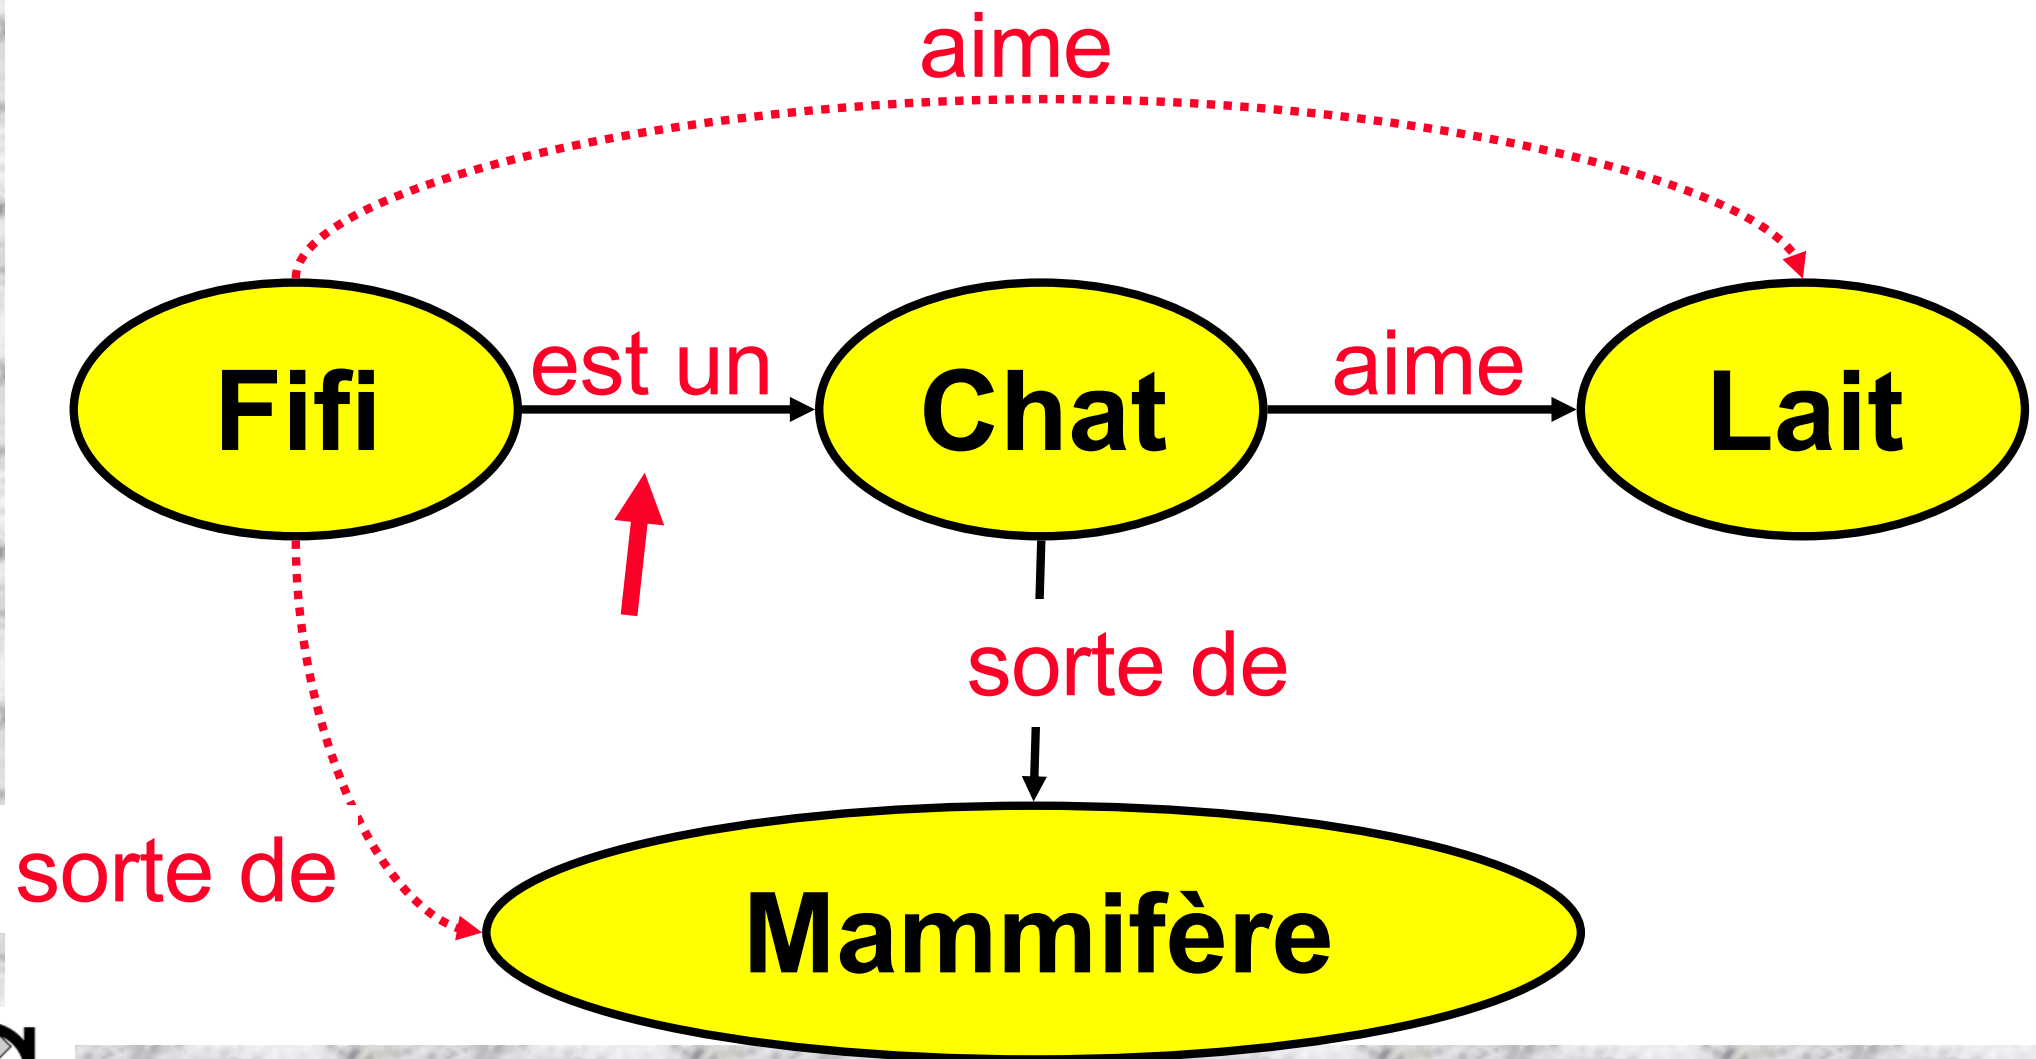 aime
est un
aime
Fifi
Chat
Lait
sorte de
sorte de
Mammifère